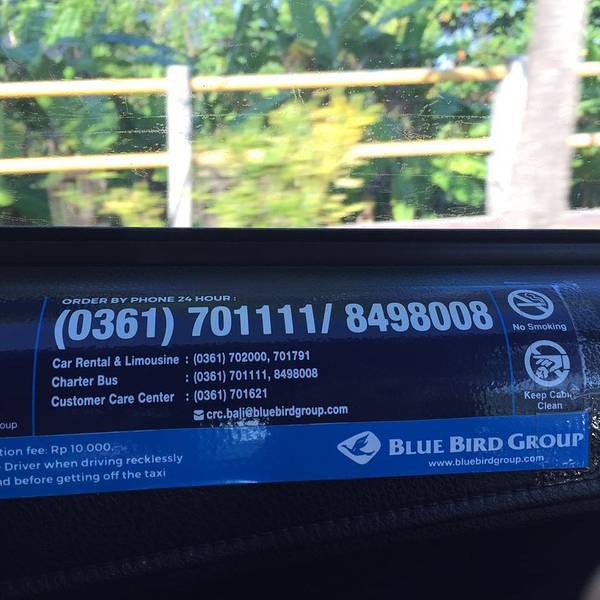 ORDER BY PHONE 24 HOUR :
(0361) 701111/ 8498008
Car Rental & Limousine : (0361) 702000, 701791
Charter Bus : (0361) 701111, 8498008
Customer Care Center : (0361) 701621
crc.bali@bluebirdgroup.com
No Smoking
Keep Cabi
Clean
oup
tion fee: Rp 10.000,-
Driver when driving recklessly
d before getting off the taxi
BLUE BIRD GROUP
www.bluebirdgroup.com